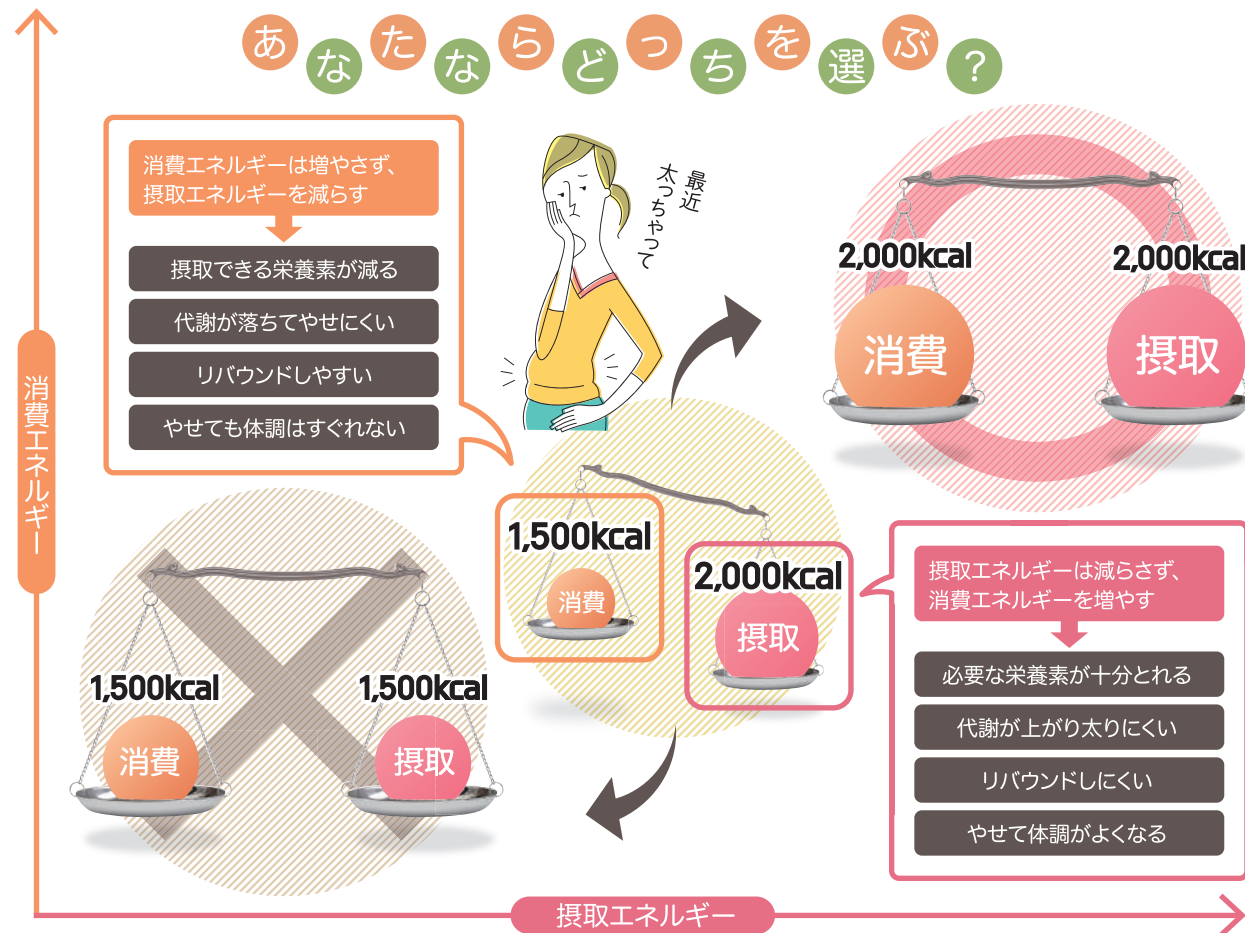 あなたならどっちを選ぶ？
消費エネルギーは増やさず、
摂取エネルギーを減らす
摂取できる栄養素が減る
代謝が落ちてやせにくい
リバウンドしやすい
やせても体調はすぐれない
最近
太っちゃって
2,000kcal
消費
2,000kcal
摂取
消費エネルギー
1,500kcal
消費
2,000kcal
摂取
1,500kcal
消費
1,500kcal
摂取
摂取エネルギーは減らさず、
消費エネルギーを増やす
必要な栄養素が十分とれる
代謝が上がり太りにくい
リバウンドしにくい
やせて体調がよくなる
摂取エネルギー